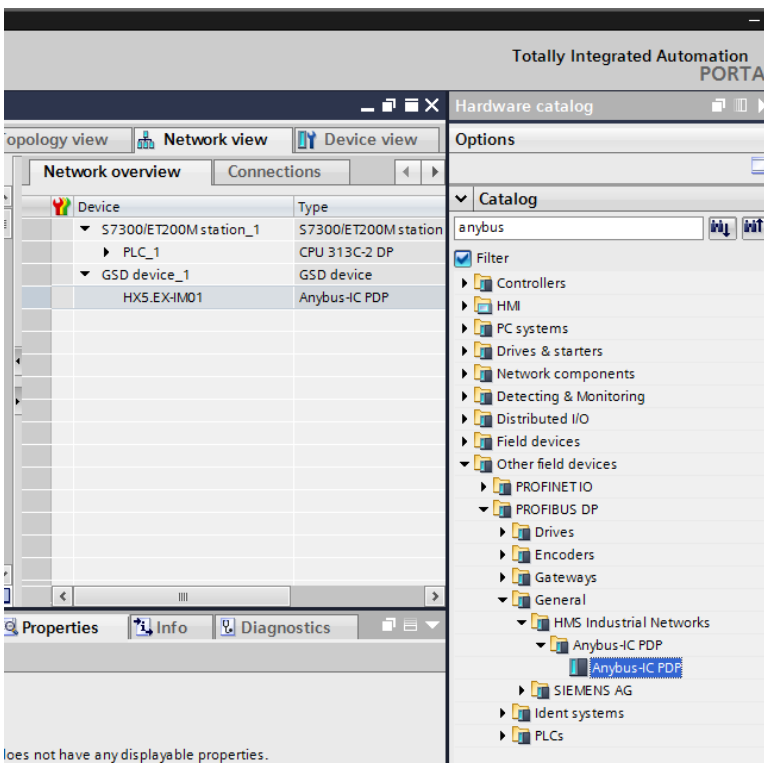 Totally Integrated Automation
PORTA
Hardware catalog
opology view
Network view
Device view
Options
Network overview
Connections
Catalog
Device
Type
anybus
S7300/ET200M station_1
S7300/ET200M station
Filter
PLC_1
CPU 313C-2 DP
Controllers
GSD device_1
GSD device
HMI
HX5.EX-IM01
Anybus-IC PDP
PC systems
Drives & starters
Network components
Detecting & Monitoring
Distributed I/O
Field devices
Other field devices
PROFINET IO
PROFIBUS DP
Drives
Encoders
Gateways
General
Properties
Info
Diagnostics
HMS Industrial Networks
Anybus-IC PDP
Anybus-IC PDP
SIEMENS AG
Ident systems
PLCs
loes not have any displayable properties.